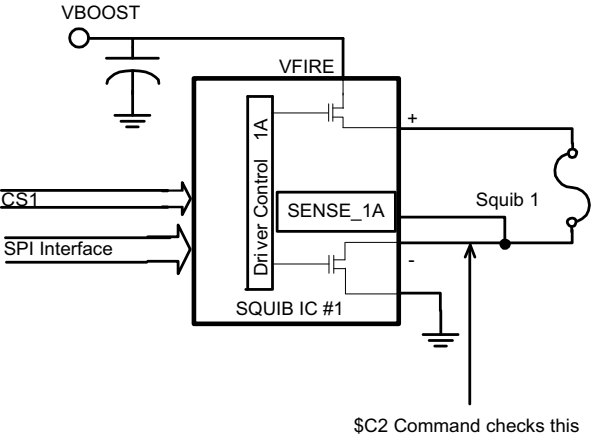 VBOOST
VFIRE
+
Driver Control 1A
CS1
SENSE_1A
Squib 1
SPI Interface
-
SQUIB IC #1
$C2 Command checks this